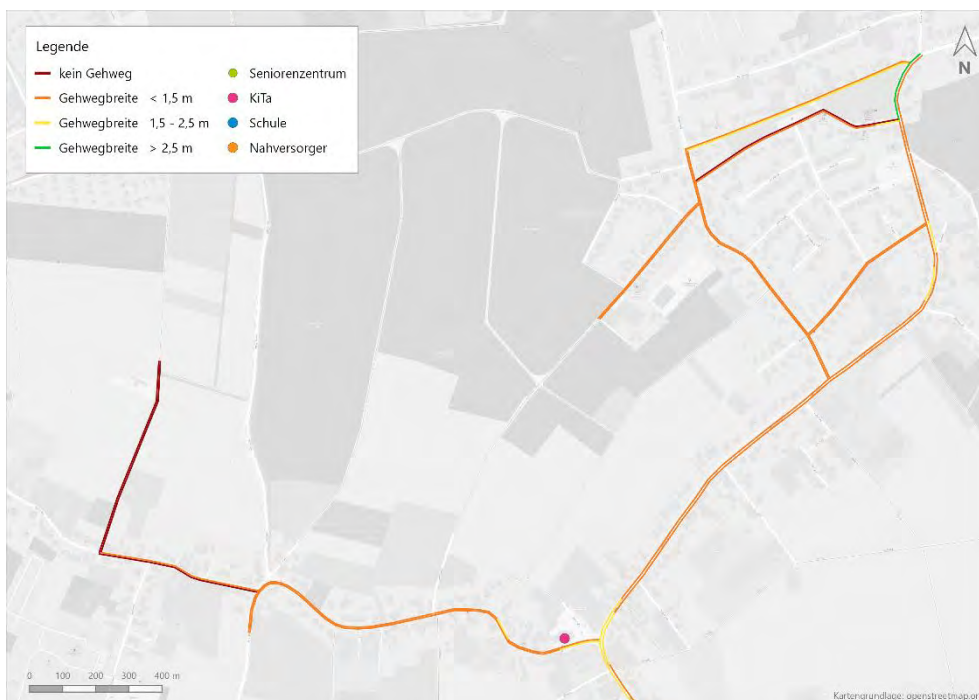 Legende
kein Gehweg
Gehwegbreite < 1,5 m
Gehwegbreite 1,5 - 2,5 m
Gehwegbreite > 2,5 m
Seniorenzentrum
KiTa
Schule
Nahversorger
N
0 100 200 300 400 m
Kartengrundlage: openstreetmap.or